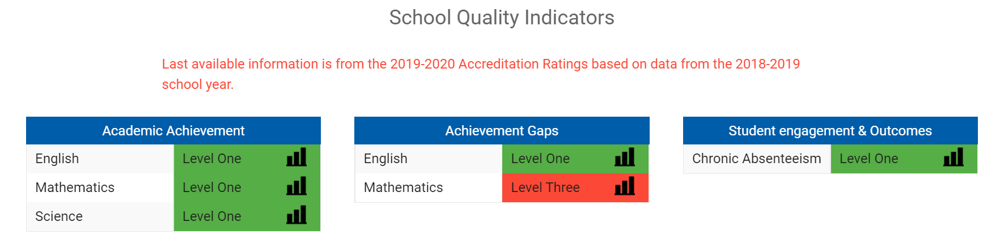 School Quality Indicators
Last available information is from the 2019-2020 Accreditation Ratings based on data from the 2018-2019
school year.
Academic Achievement
English Level One
Mathematics Level One
Science Level One
Achievement Gaps
English Level One
Mathematics Level Three
Student engagement & Outcomes
Chronic Absenteeism Level One